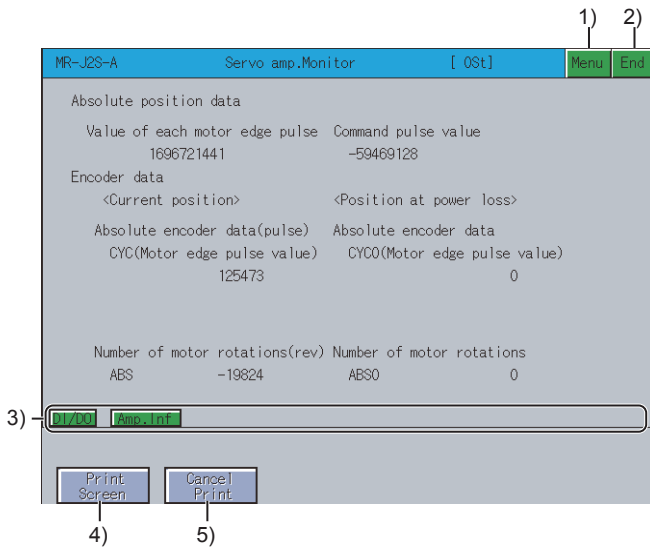 1) 2)
MR-J2S-A Servo amp.Monitor [ OSt] Menu End
Absolute position data
Value of each motor edge pulse Command pulse value
1696721441 -59469128
Encoder data
<Current position> <Position at power loss>
Absolute encoder data(pulse) Absolute encoder data
CYC(Motor edge pulse value) CYC0(Motor edge pulse value)
125473 0
Number of motor rotations(rev) Number of motor rotations
ABS -19824 ABS0 0
3) DI/DO Amp.Inf
Print Screen Cancel Print
4) 5)